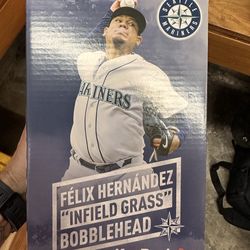 SEATTLE
MARINERS
MARINERS
FÉLIX HERNÁNDEZ
"INFIELD GRASS"
BOBBLEHEAD